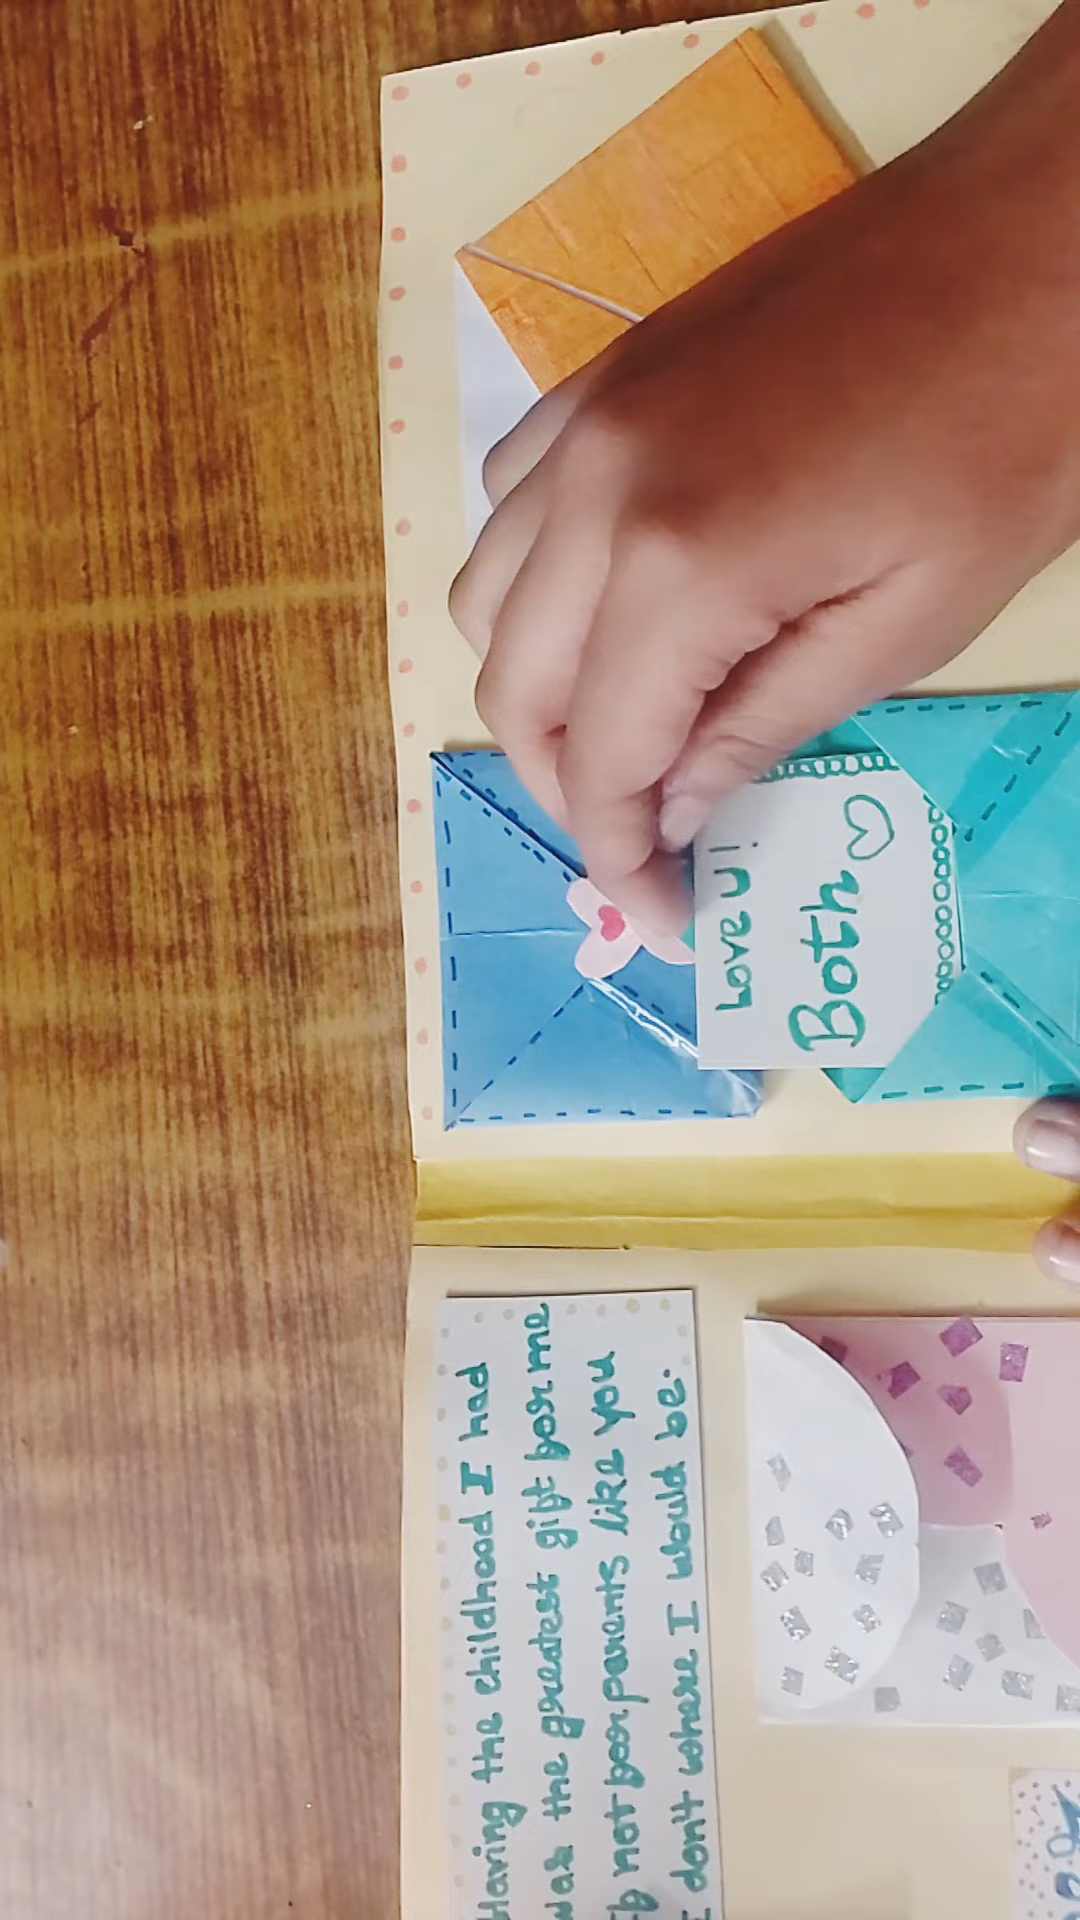 Love u!
Both
Having the childhood I had
was the greatest gift for me
If not for parents like you
I don't where I would be.